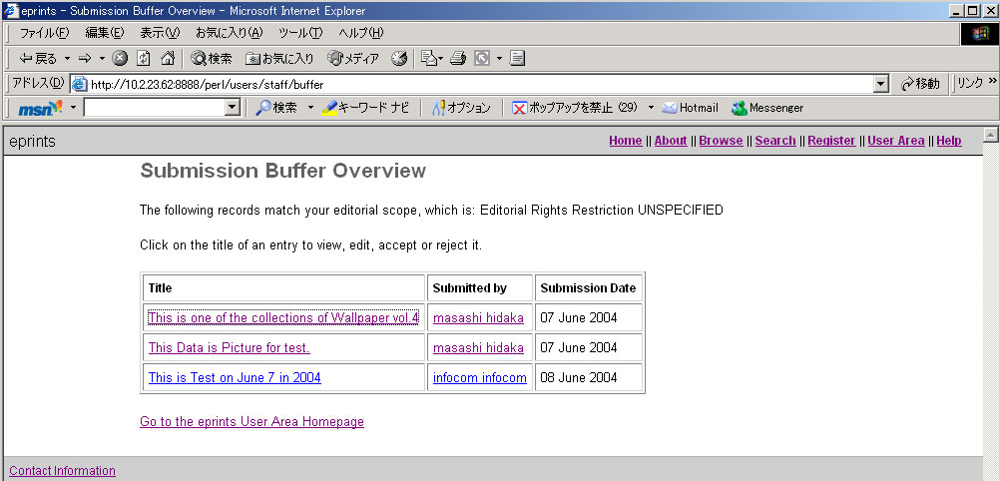 eprints - Submission Buffer Overview - Microsoft Internet Explorer
ファイル(F) 編集(E) 表示(V) お気に入り(A) ツール(T) ヘルプ(H)
戻る 検索 お気に入り メディア
アドレス(D) http://10.2.23.62:8888/perl/users/staff/buffer 移動 リンク »
msn 検索 キーワード ナビ オプション ポップアップを禁止 (29) Hotmail Messenger
eprints Home || About || Browse || Search || Register || User Area || Help
Submission Buffer Overview
The following records match your editorial scope, which is: Editorial Rights Restriction UNSPECIFIED
Click on the title of an entry to view, edit, accept or reject it.
Title Submitted by Submission Date
This is one of the collections of Wallpaper vol.4 masashi hidaka 07 June 2004
This Data is Picture for test. masashi hidaka 07 June 2004
This is Test on June 7 in 2004 infocom infocom 08 June 2004
Go to the eprints User Area Homepage
Contact Information